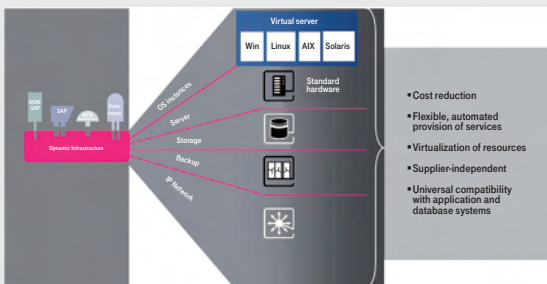 Virtual server
Win
Linux
AIX
Solaris
NON-
SAP
SAP
WEB
Data-
bases
Dynamic Infrastructure
OS instances
Server
Storage
Backup
IP Network
Standard
hardware
▪ Cost reduction
▪ Flexible, automated
provision of services
▪ Virtualization of resources
▪ Supplier-independent
▪ Universal compatibility
with application and
database systems